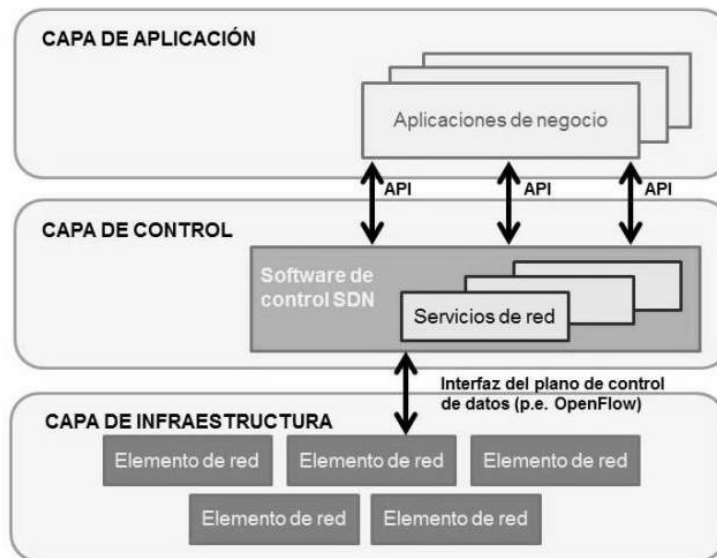 CAPA DE APLICACIÓN
Aplicaciones de negocio
API
API
API
CAPA DE CONTROL
Software de
control SDN
Servicios de red
Interfaz del plano de control
de datos (p.e. OpenFlow)
CAPA DE INFRAESTRUCTURA
Elemento de red
Elemento de red
Elemento de red
Elemento de red
Elemento de red